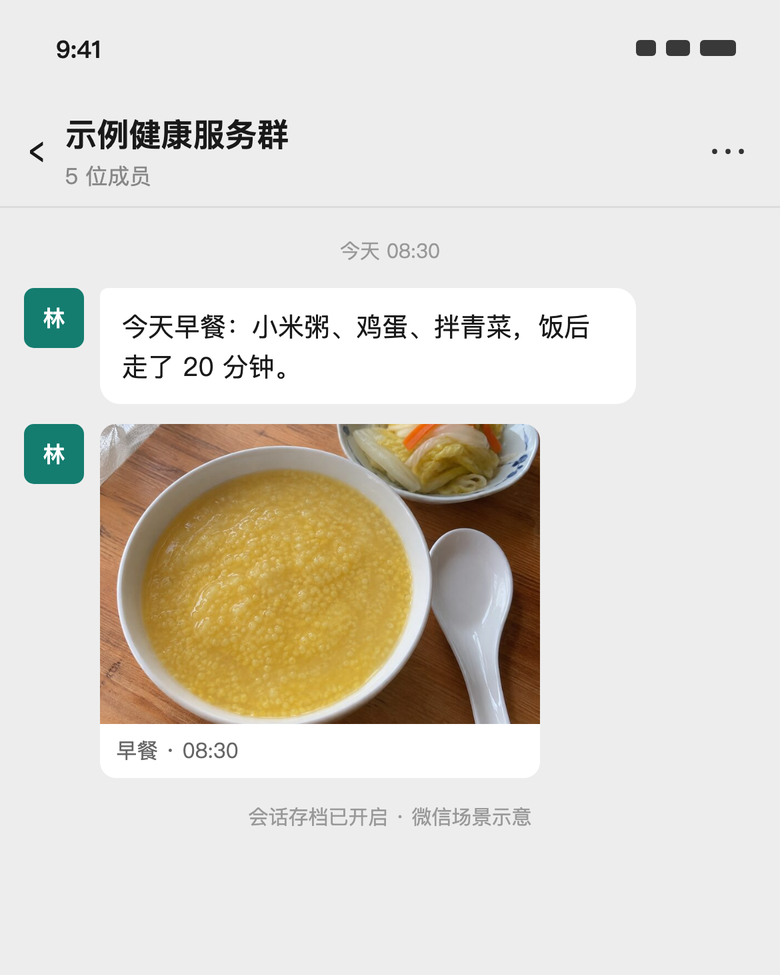 9:41
<
示例健康服务群
5 位成员
今天 08:30
林
今天早餐：小米粥、鸡蛋、拌青菜，饭后
走了 20 分钟。
林
早餐 · 08:30
会话存档已开启 · 微信场景示意